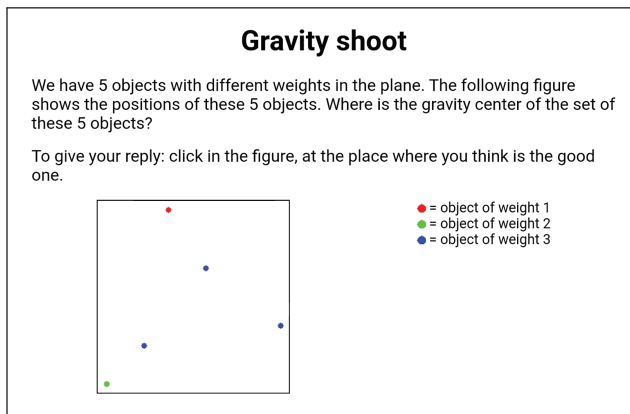 Gravity shoot
We have 5 objects with different weights in the plane. The following figure
shows the positions of these 5 objects. Where is the gravity center of the set of
these 5 objects?
To give your reply: click in the figure, at the place where you think is the good
one.
= object of weight 1
= object of weight 2
= object of weight 3